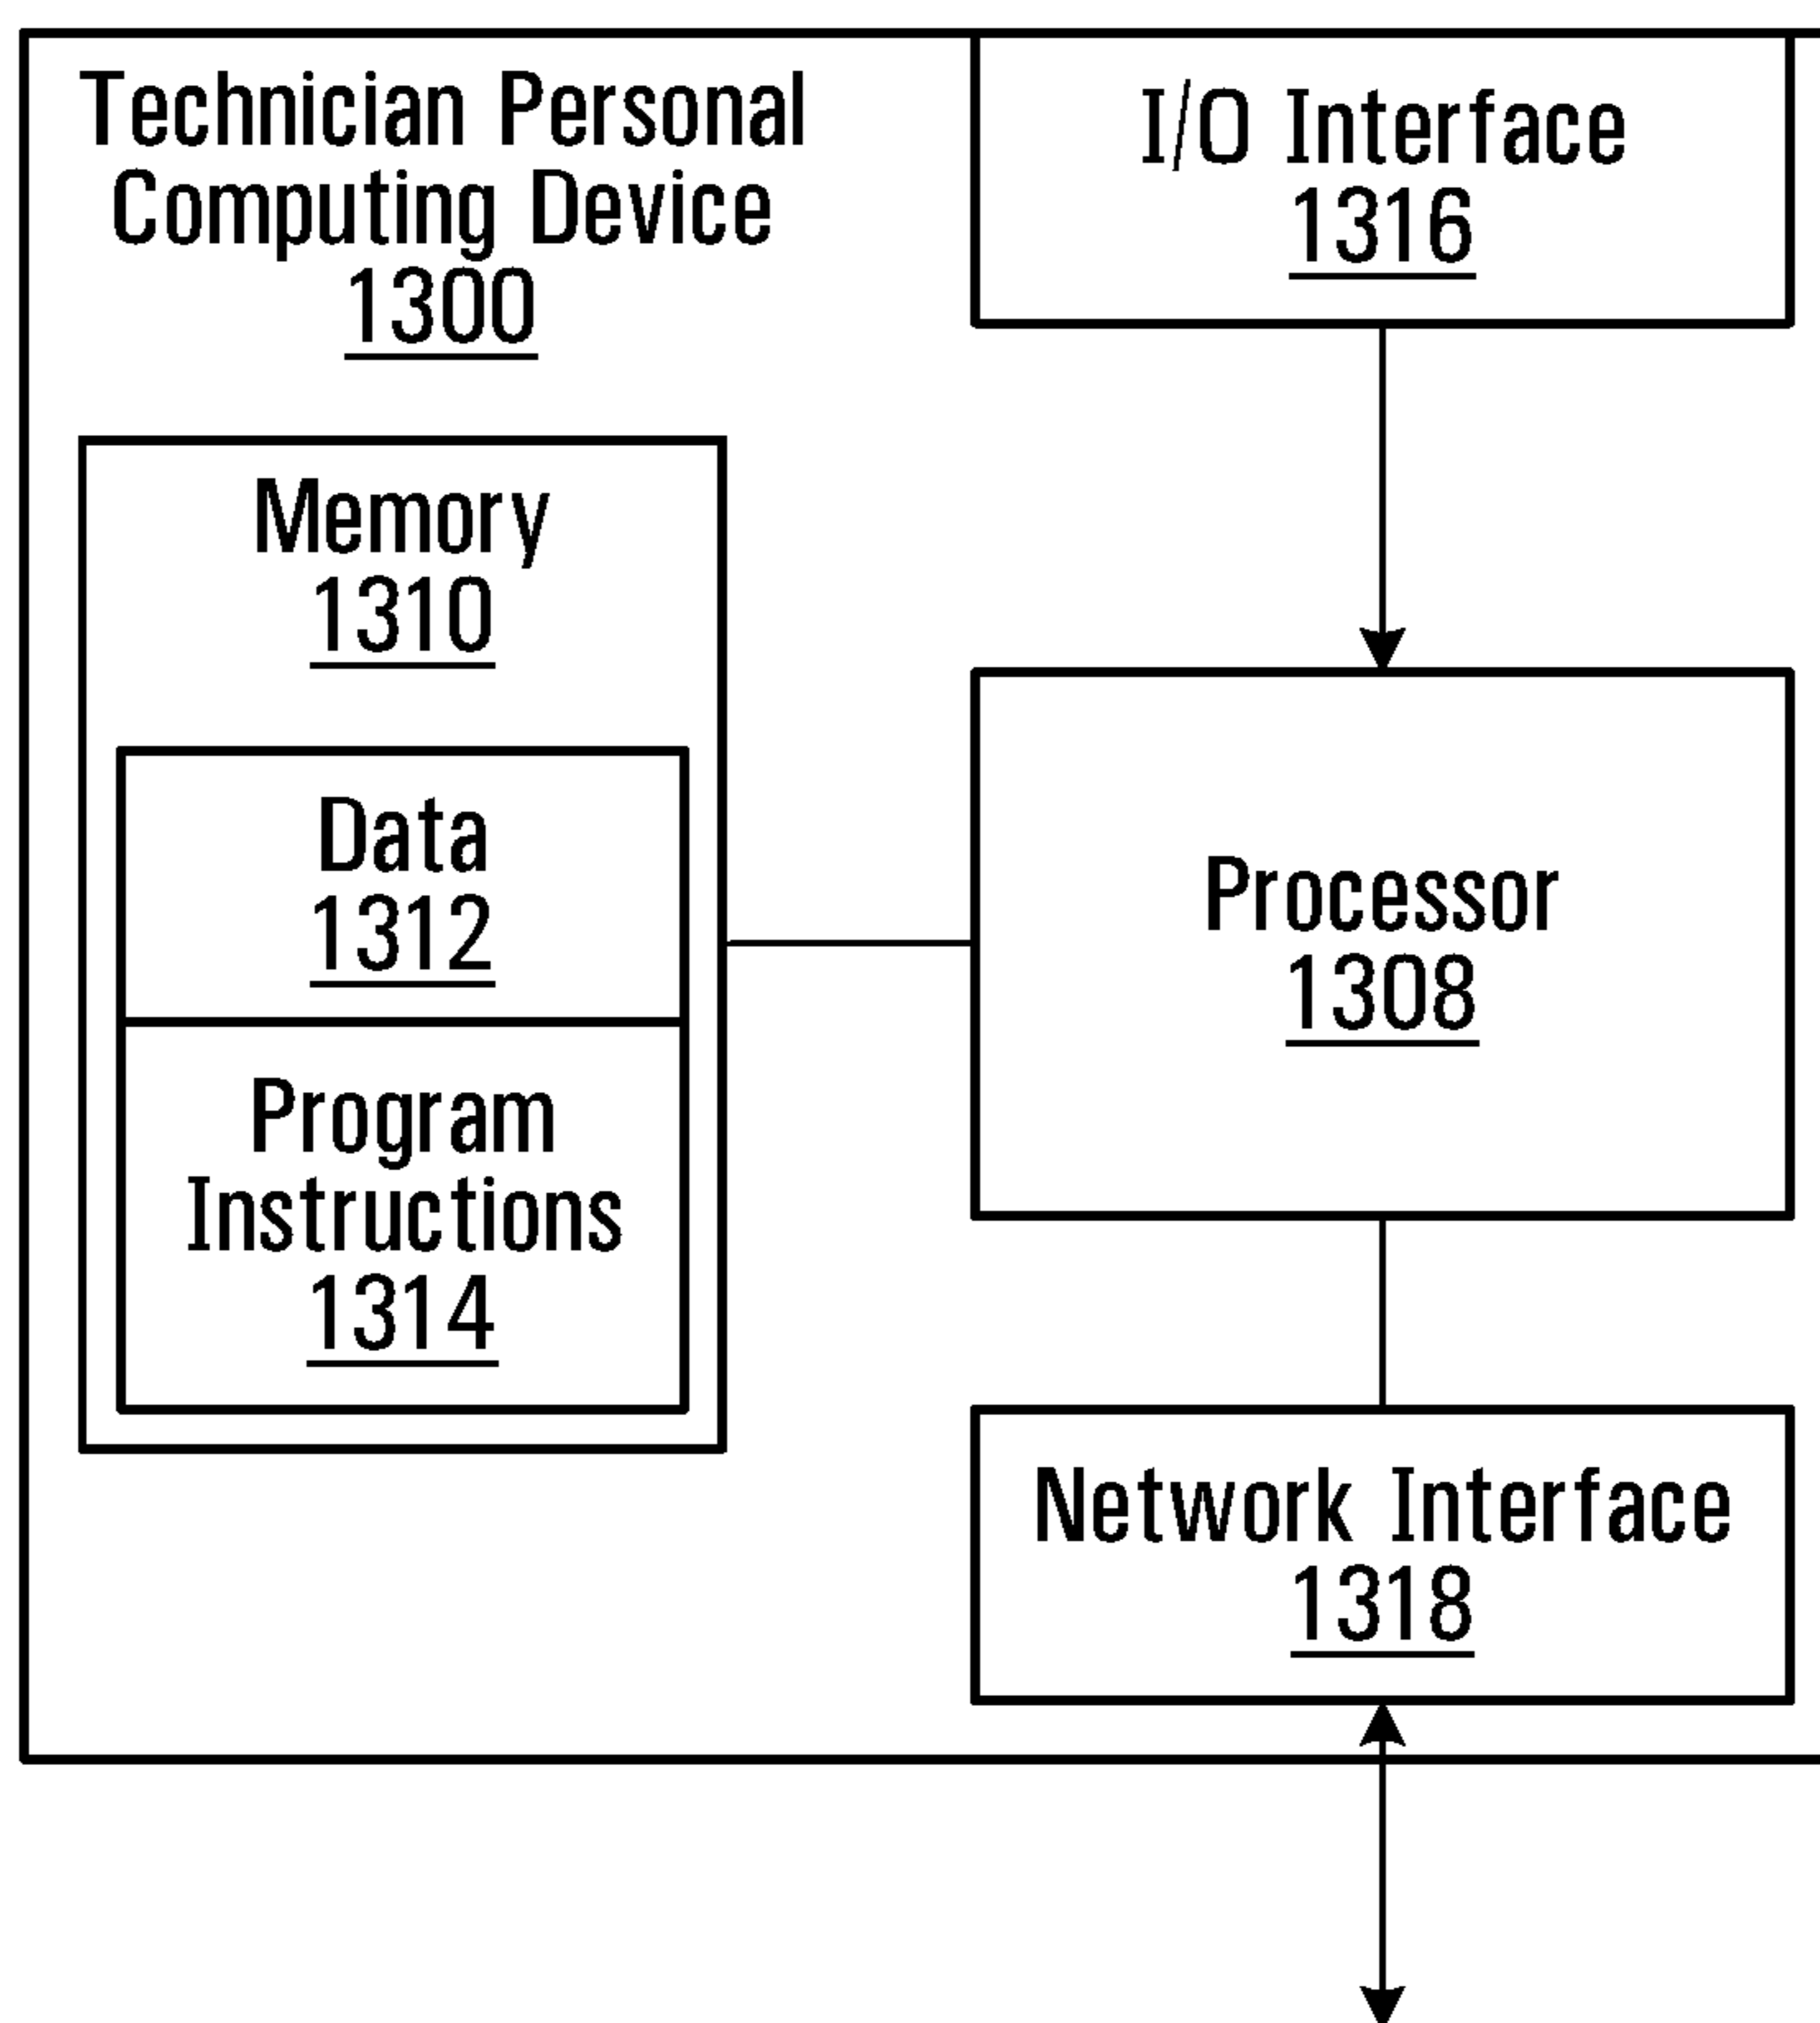 Technician Personal
Computing Device
1300
I/O Interface
1316
Memory
1310
Data
1312
Program
Instructions
1314
Processor
1308
Network Interface
1318